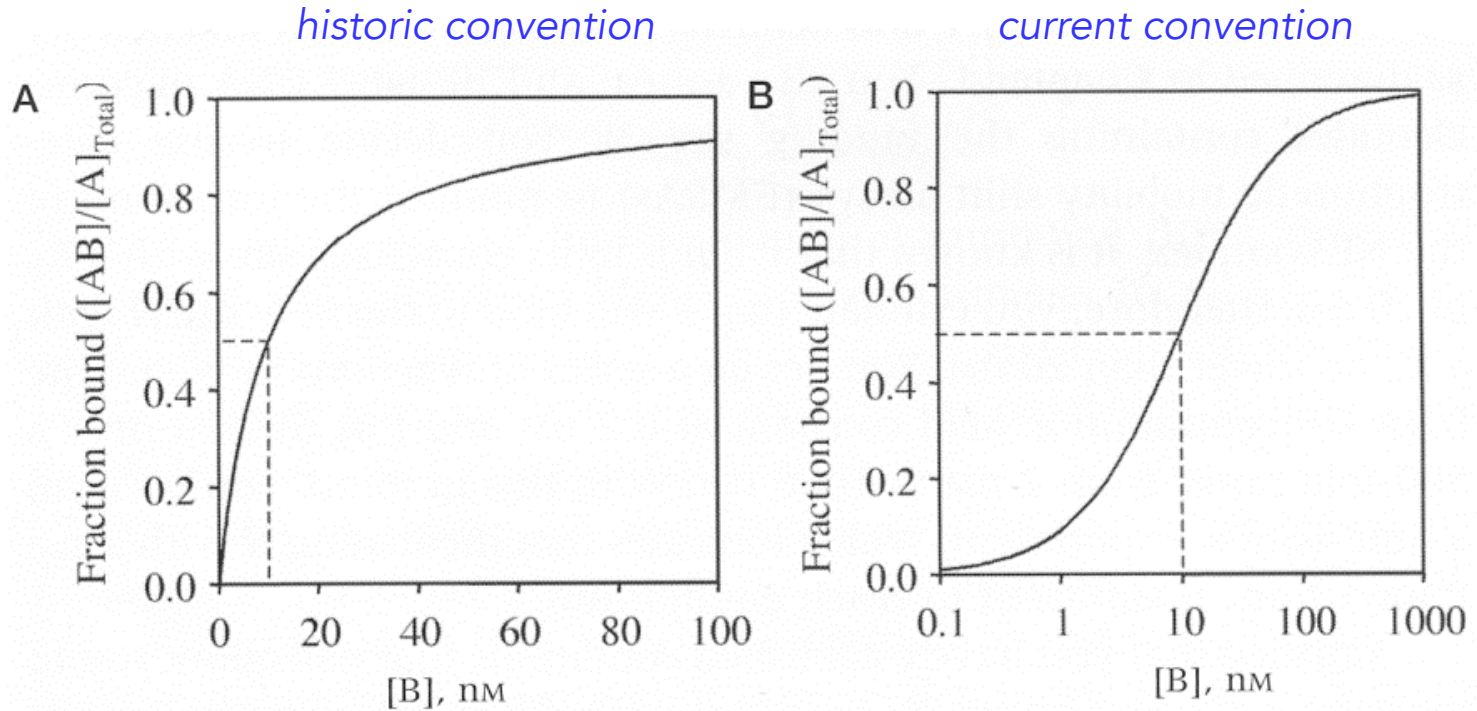 historic convention
current convention
A
Fraction bound ([AB]/[A]Total)
1.0
0.8
0.6
0.4
0.2
0.0
0 20 40 60 80 100
[B], nM
B
Fraction bound ([AB]/[A]Total)
1.0
0.8
0.6
0.4
0.2
0.0
0.1 1 10 100 1000
[B], nM